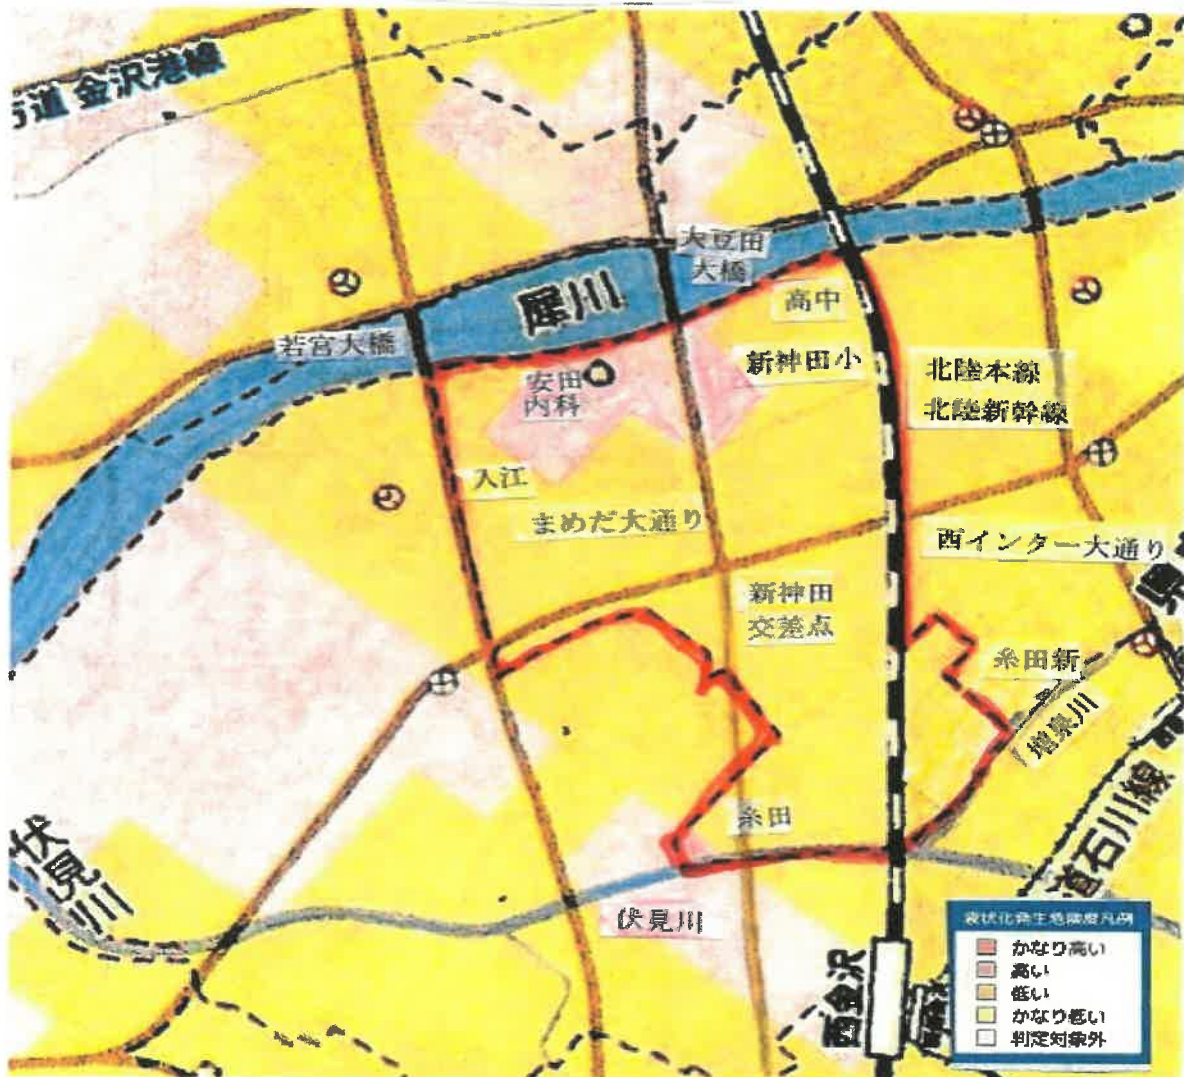 道 金沢港線
大豆田
大橋
犀川
高中
若宮大橋
新神田小
安田
内科
北陸本線
北陸新幹線
入江
まめだ大通り
西インター大通り
県
新神田
交差点
糸田新
増泉川
糸田
道石川線
伏見川
伏見川
西金沢
液状化発生危険度凡例
かなり高い
高い
低い
かなり低い
判定対象外